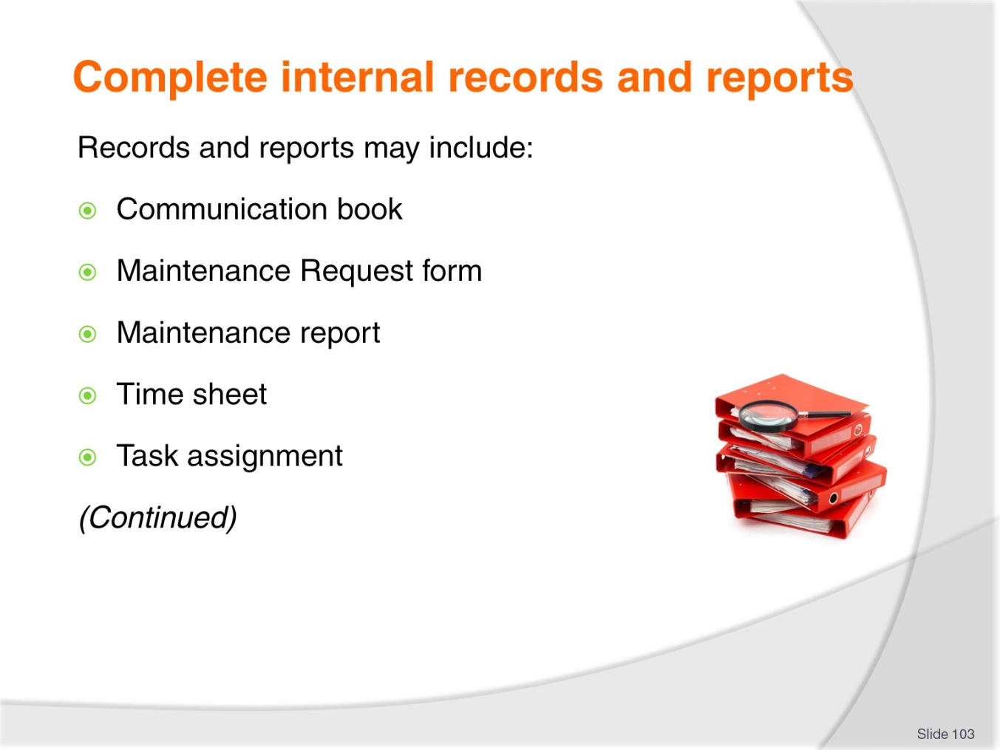 Complete internal records and reports
Records and reports may include:
Communication book
Maintenance Request form
Maintenance report
Time sheet
Task assignment
(Continued)
Slide 103